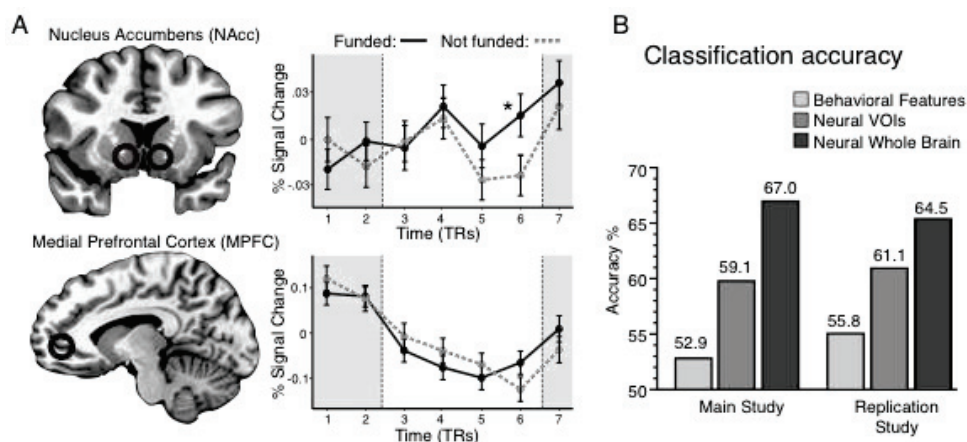 A
Nucleus Accumbens (NAcc)
Funded: Not funded:
% Signal Change
.03
0
-.03
1 2 3 4 5 6 7
*
Time (TRs)
Medial Prefrontal Cortex (MPFC)
% Signal Change
0.1
0
-0.1
1 2 3 4 5 6 7
Time (TRs)
B
Classification accuracy
Behavioral Features
Neural VOIs
Neural Whole Brain
Accuracy %
70
65
60
55
50
52.9 59.1 67.0
55.8 61.1 64.5
Main Study
Replication
Study